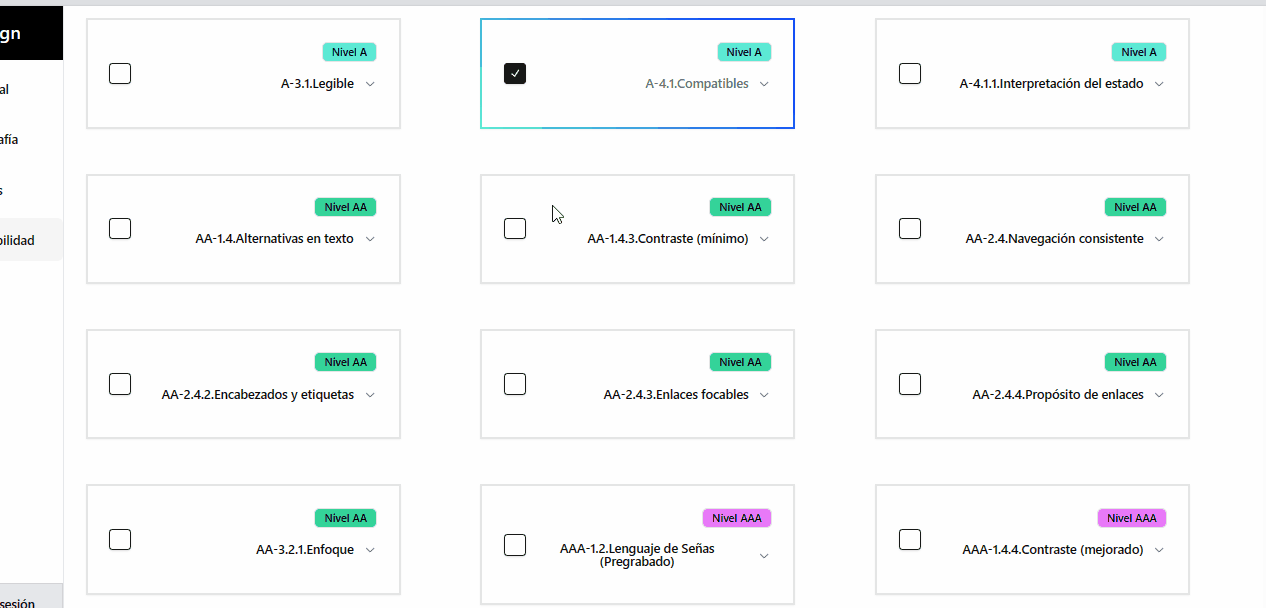 gn
al
afía
s
bilidad
sesión
Nivel A
A-3.1.Legible
Nivel A
A-4.1.Compatibles
Nivel A
A-4.1.1.Interpretación del estado
Nivel AA
AA-1.4.Alternativas en texto
Nivel AA
AA-1.4.3.Contraste (mínimo)
Nivel AA
AA-2.4.Navegación consistente
Nivel AA
AA-2.4.2.Encabezados y etiquetas
Nivel AA
AA-2.4.3.Enlaces focables
Nivel AA
AA-2.4.4.Propósito de enlaces
Nivel AA
AA-3.2.1.Enfoque
Nivel AAA
AAA-1.2.Lenguaje de Señas
(Pregrabado)
Nivel AAA
AAA-1.4.4.Contraste (mejorado)